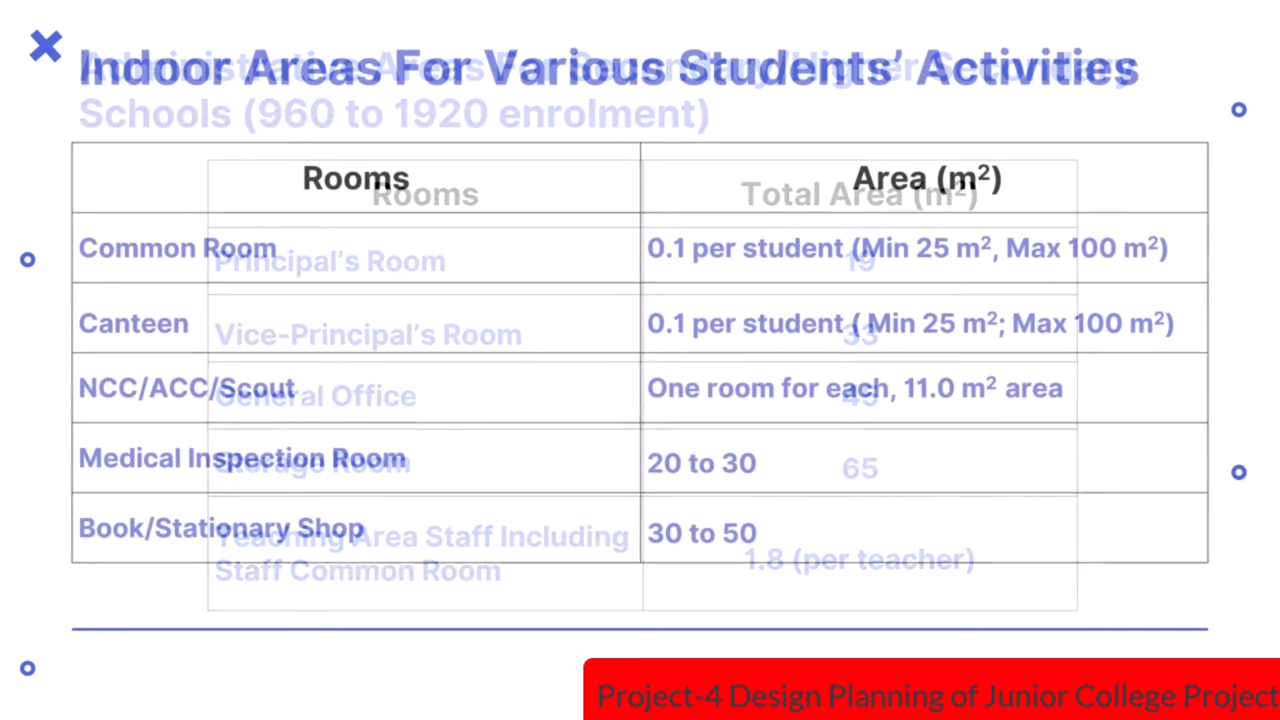 Indoor Areas For Various Students' Activities
Administrative Areas For Secondary/Higher Secondary
Schools (960 to 1920 enrolment)
Rooms Area (m²)
Rooms Total Area (m²)
Common Room 0.1 per student (Min 25 m², Max 100 m²)
Principal's Room 19
Canteen 0.1 per student ( Min 25 m²; Max 100 m²)
Vice-Principal's Room 33
NCC/ACC/Scout One room for each, 11.0 m² area
General Office
Medical Inspection Room 20 to 30
Storage Room 65
Book/Stationary Shop 30 to 50
Teaching Area Staff Including
Staff Common Room 1.8 (per teacher)
Project-4 Design Planning of Junior College Project